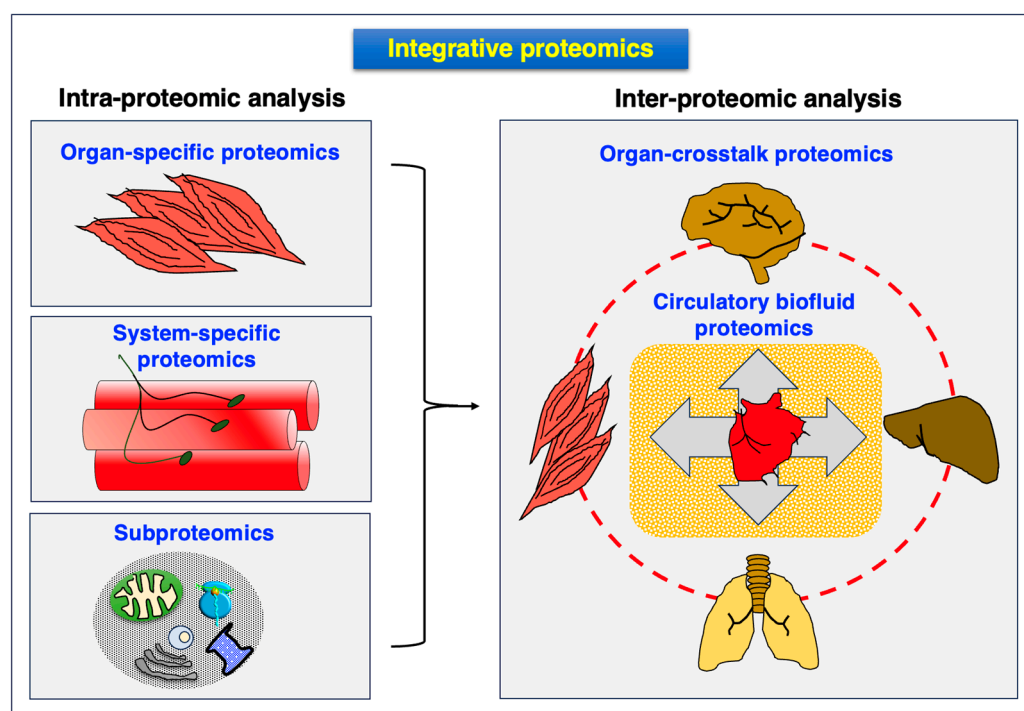 Integrative proteomics
Intra-proteomic analysis
Organ-specific proteomics
System-specific
proteomics
Subproteomics
Inter-proteomic analysis
Organ-crosstalk proteomics
Circulatory biofluid
proteomics